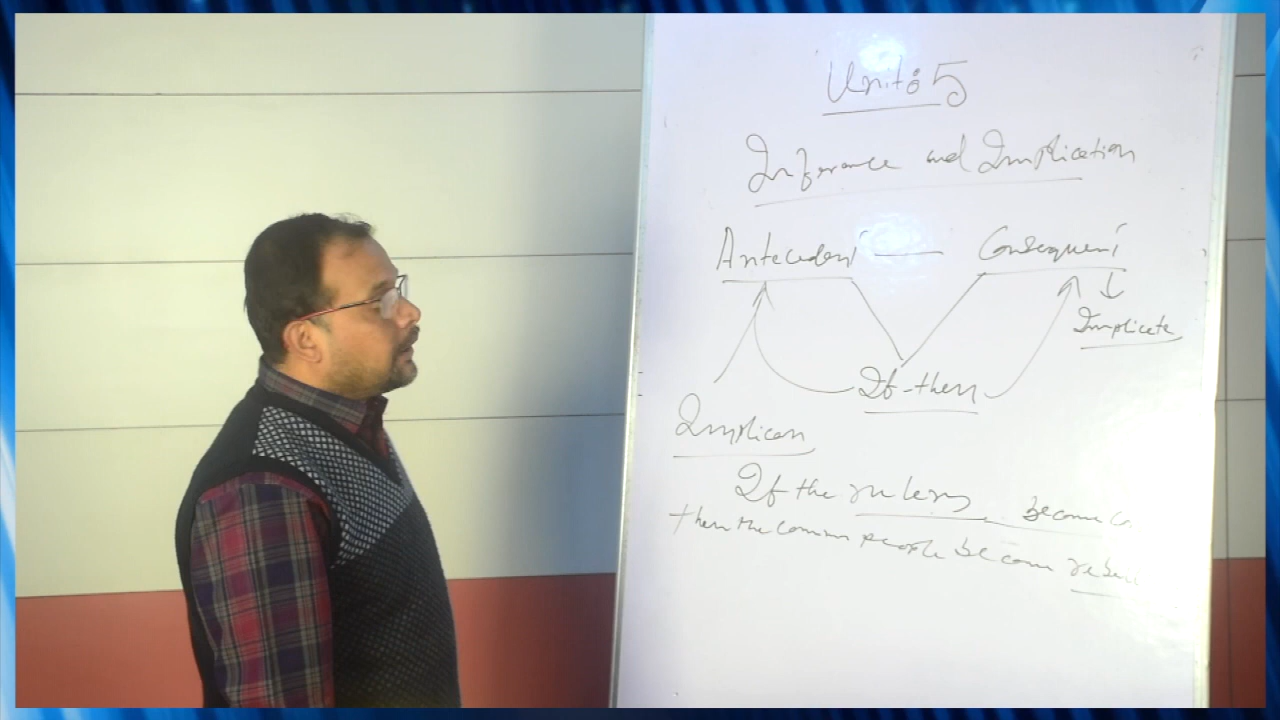 Unit: 5
Inference and Implication
Antecedent — Consequent
Implicate
If-then
Implican
If the rulers become
then the common people become